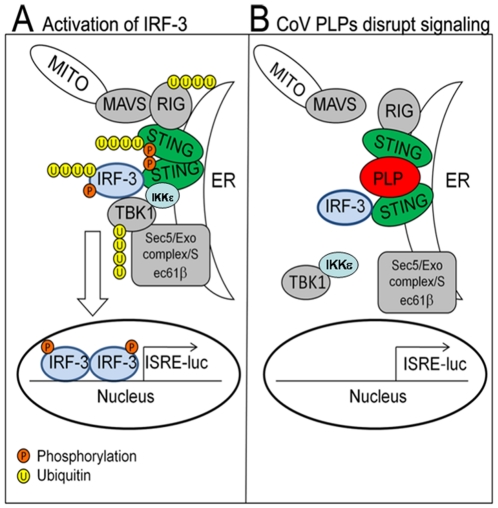 A Activation of IRF-3
MITO
MAVS
RIG
U U U U
STING
U U U U
P
P
STING
U U U U
P
IRF-3
IKKε
ER
TBK1
U
U
U
U
Sec5/Exo
complex/S
ec61β
P
P
IRF-3
IRF-3
ISRE-luc
Nucleus
P Phosphorylation
U Ubiquitin
B CoV PLPs disrupt signaling
MITO
MAVS
RIG
STING
PLP
ER
IRF-3
STING
IKKε
TBK1
Sec5/Exo
complex/S
ec61β
ISRE-luc
Nucleus